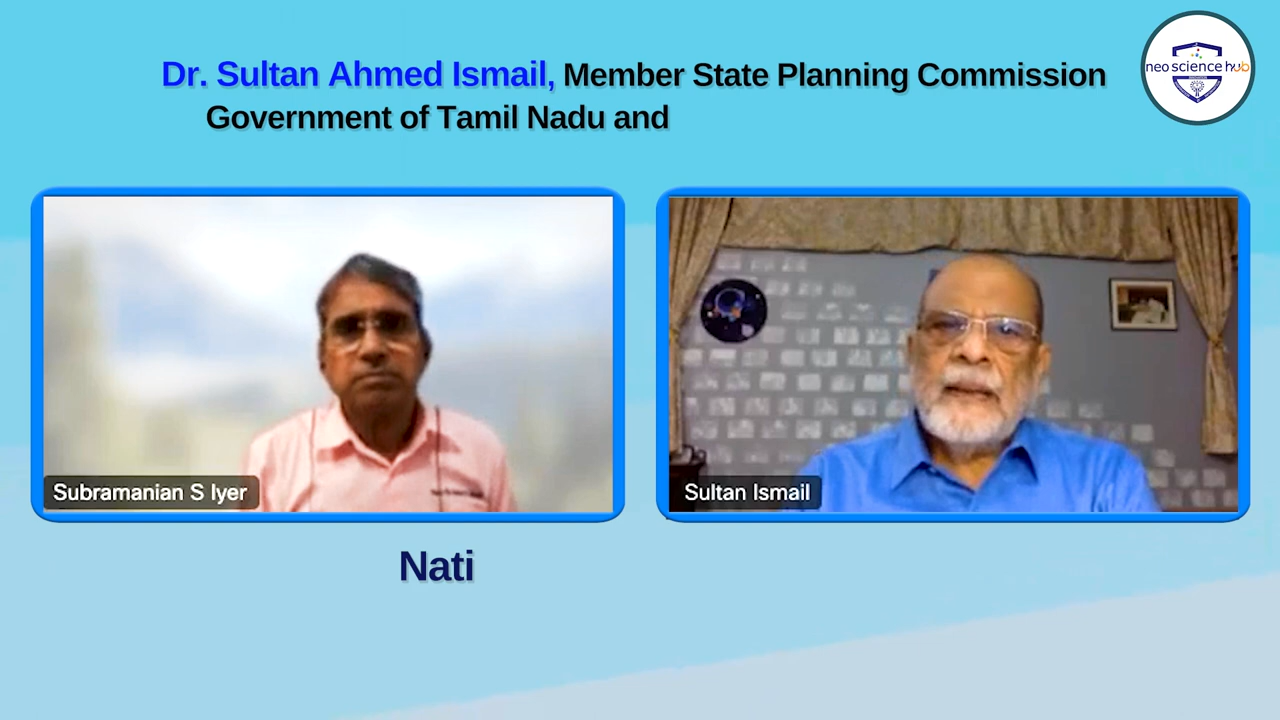 Dr. Sultan Ahmed Ismail, Member State Planning Commission
Government of Tamil Nadu and
neo science hub
Subramanian S Iyer
Sultan Ismail
Nati